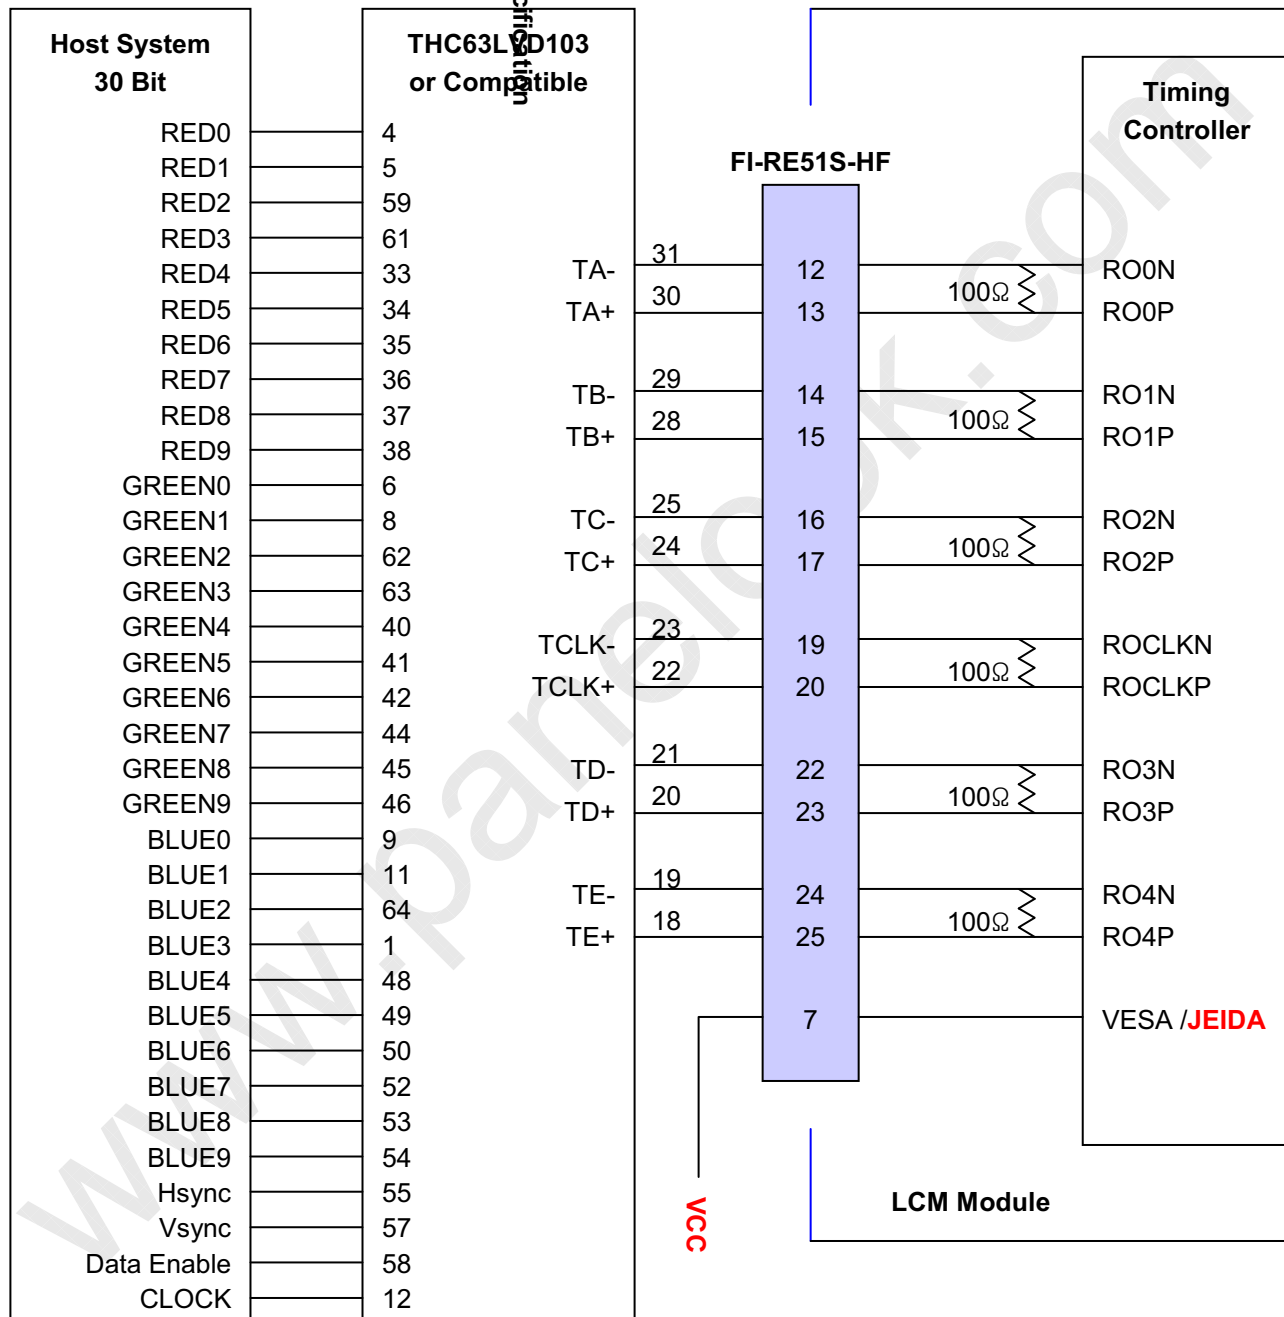 Host System
30 Bit
RED0
RED1
RED2
RED3
RED4
RED5
RED6
RED7
RED8
RED9
GREEN0
GREEN1
GREEN2
GREEN3
GREEN4
GREEN5
GREEN6
GREEN7
GREEN8
GREEN9
BLUE0
BLUE1
BLUE2
BLUE3
BLUE4
BLUE5
BLUE6
BLUE7
BLUE8
BLUE9
Hsync
Vsync
Data Enable
CLOCK
THC63LVD103
or Compatible
4
5
59
61
33
34
35
36
37
38
6
8
62
63
40
41
42
44
45
46
9
11
64
1
48
49
50
52
53
54
55
57
58
12
TA-
TA+
TB-
TB+
TC-
TC+
TCLK-
TCLK+
TD-
TD+
TE-
TE+
31
30
29
28
25
24
23
22
21
20
19
18
FI-RE51S-HF
12
13
14
15
16
17
19
20
22
23
24
25
7
100Ω
100Ω
100Ω
100Ω
100Ω
100Ω
Timing
Controller
RO0N
RO0P
RO1N
RO1P
RO2N
RO2P
ROCLKN
ROCLKP
RO3N
RO3P
RO4N
RO4P
VESA /JEIDA
VCC
LCM Module
www.panelook.com